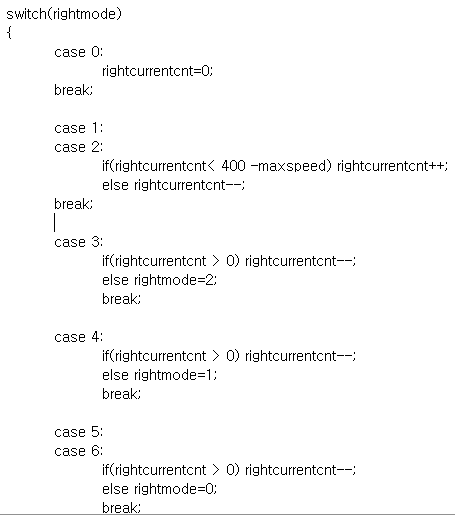 switch(rightmode)
{
case 0:
rightcurrentcnt=0;
break;
case 1:
case 2:
if(rightcurrentcnt< 400 -maxspeed) rightcurrentcnt++;
else rightcurrentcnt--;
break;
case 3:
if(rightcurrentcnt > 0) rightcurrentcnt--;
else rightmode=2;
break;
case 4:
if(rightcurrentcnt > 0) rightcurrentcnt--;
else rightmode=1;
break;
case 5:
case 6:
if(rightcurrentcnt > 0) rightcurrentcnt--;
else rightmode=0;
break;